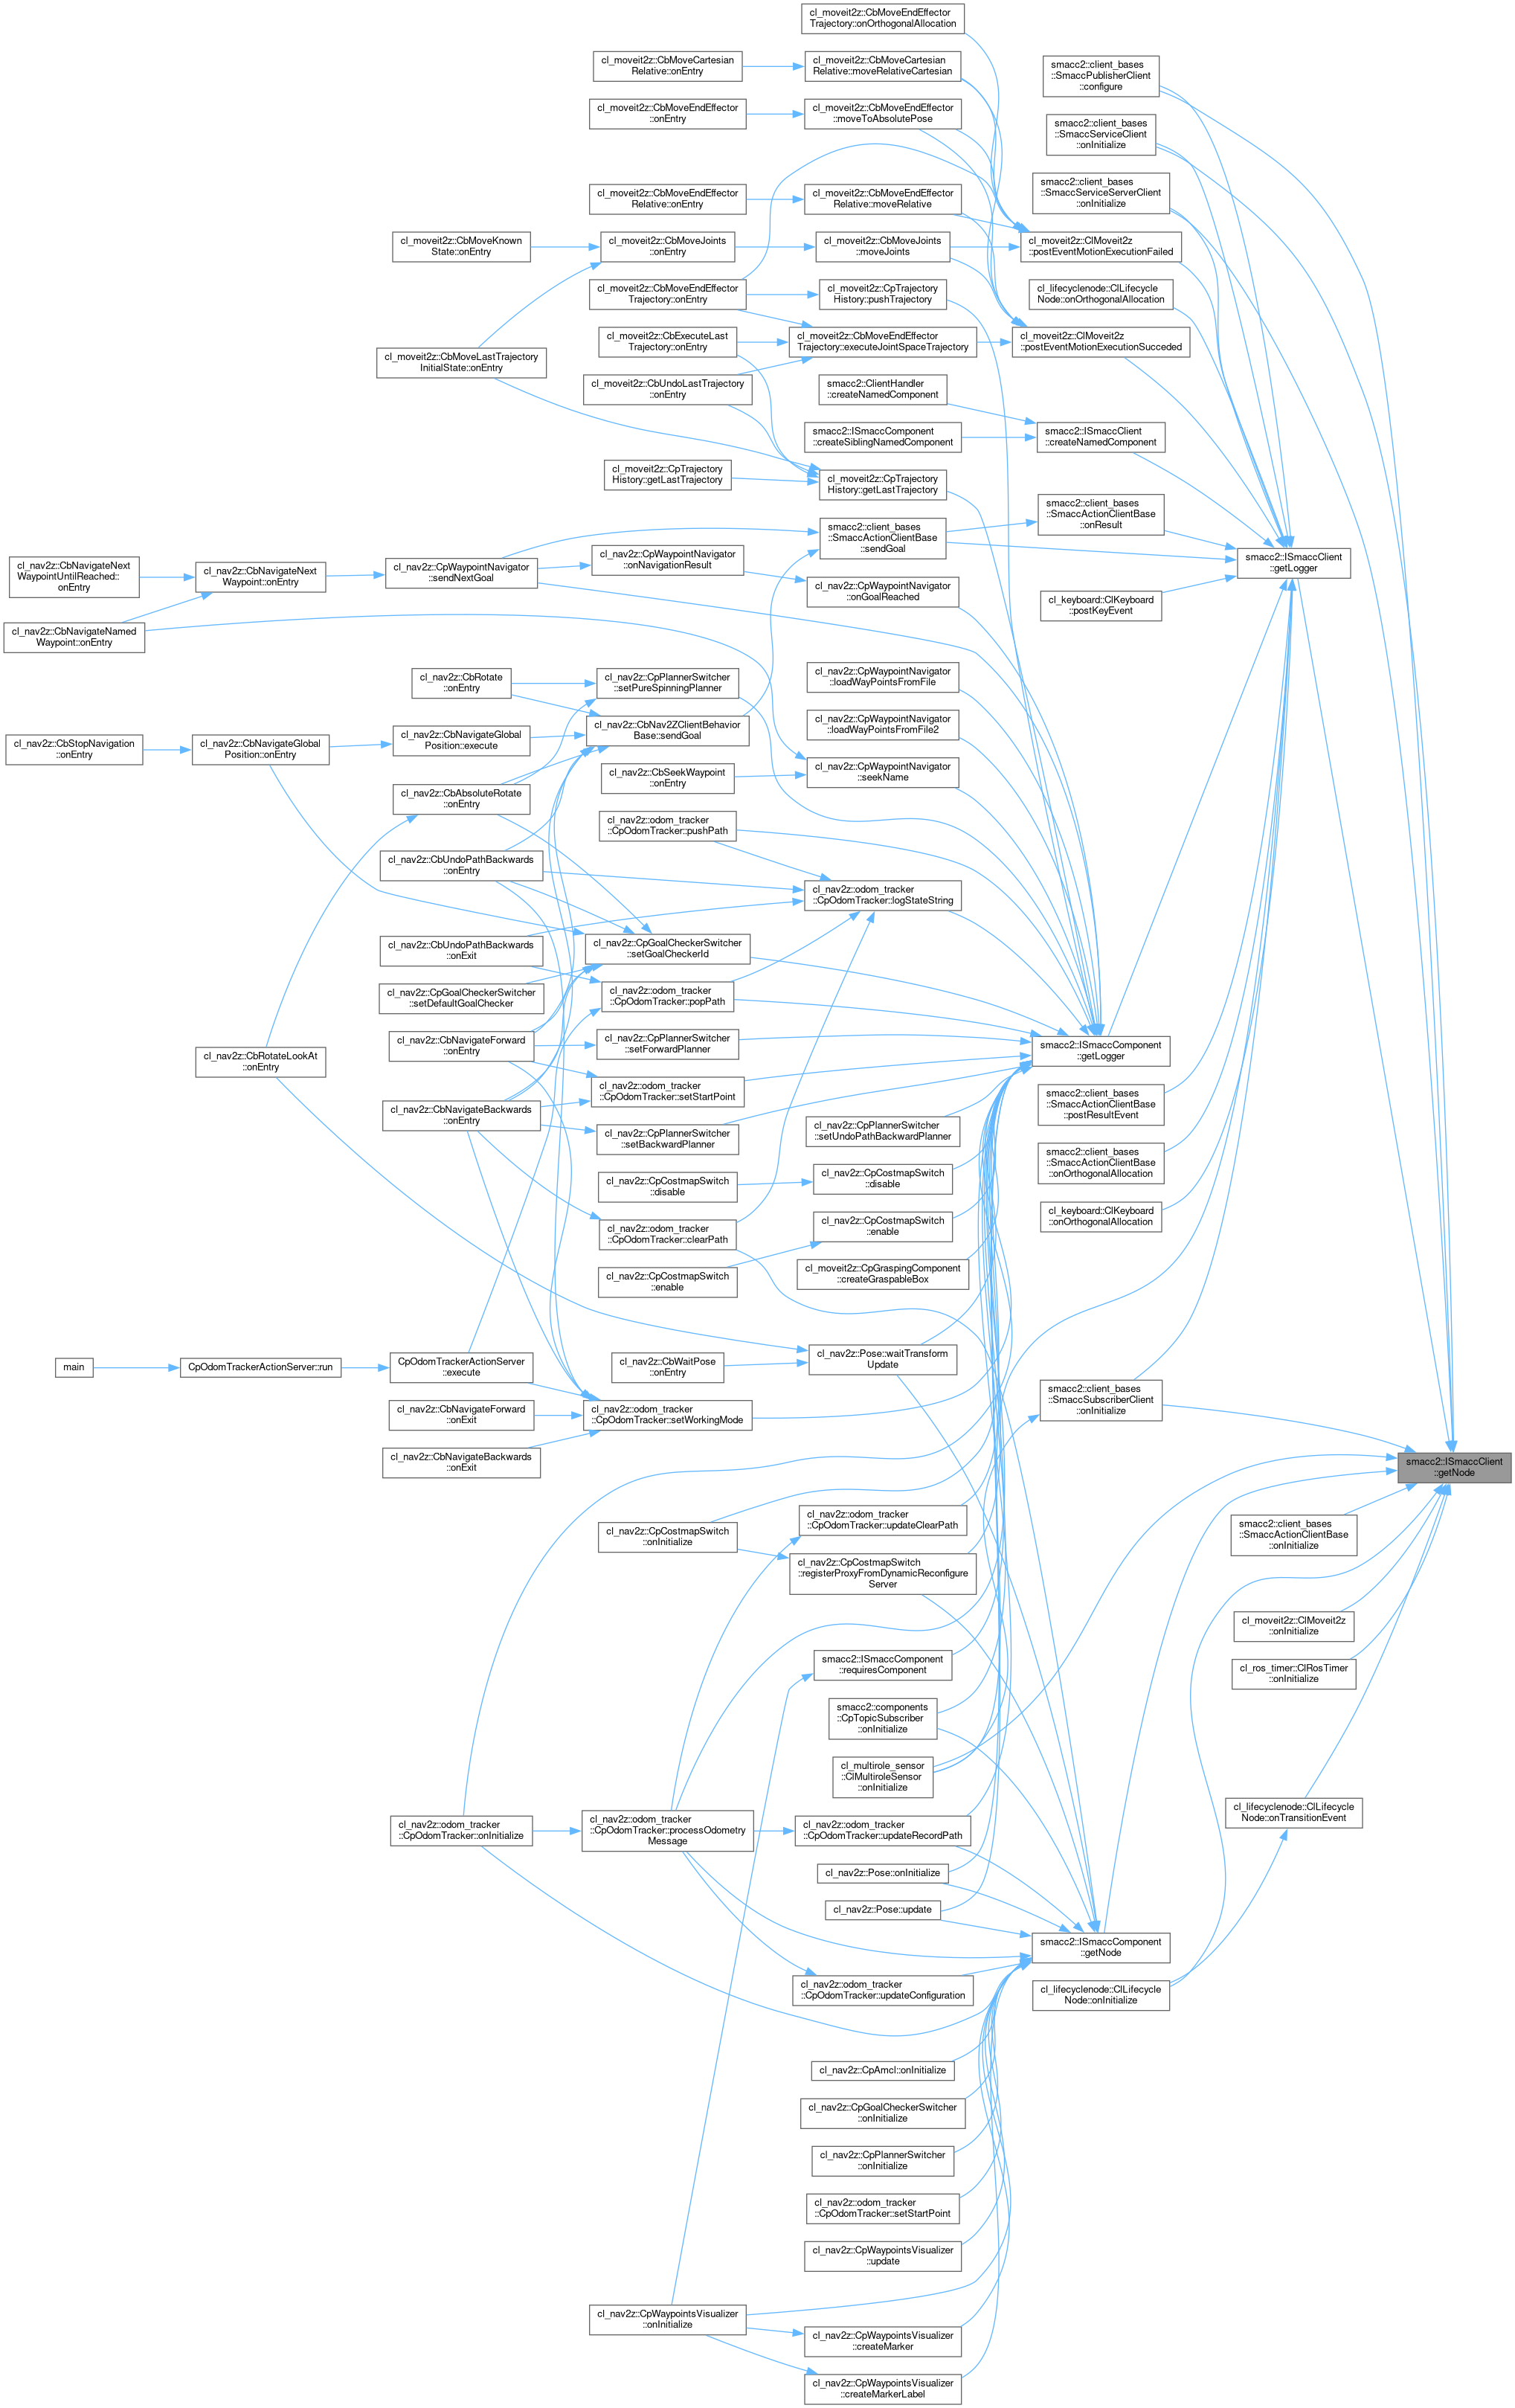 cl_moveit2z::CbMoveEndEffector
Trajectory::onOrthogonalAllocation
cl_moveit2z::CbMoveCartesian
Relative::onEntry
cl_moveit2z::CbMoveCartesian
Relative::moveRelativeCartesian
smacc2::client_bases
::SmaccPublisherClient
::configure
cl_moveit2z::CbMoveEndEffector
::onEntry
cl_moveit2z::CbMoveEndEffector
::moveToAbsolutePose
smacc2::client_bases
::SmaccServiceClient
::onInitialize
cl_moveit2z::CbMoveEndEffector
Relative::onEntry
cl_moveit2z::CbMoveEndEffector
Relative::moveRelative
smacc2::client_bases
::SmaccServiceServerClient
::onInitialize
cl_moveit2z::CbMoveKnown
State::onEntry
cl_moveit2z::CbMoveJoints
::onEntry
cl_moveit2z::CbMoveJoints
::moveJoints
cl_moveit2z::ClMoveit2z
::postEventMotionExecutionFailed
cl_moveit2z::CbMoveEndEffector
Trajectory::onEntry
cl_moveit2z::CpTrajectory
History::pushTrajectory
cl_lifecyclenode::ClLifecycle
Node::onOrthogonalAllocation
cl_moveit2z::CbMoveLastTrajectory
InitialState::onEntry
cl_moveit2z::CbExecuteLast
Trajectory::onEntry
cl_moveit2z::CbMoveEndEffector
Trajectory::executeJointSpaceTrajectory
cl_moveit2z::ClMoveit2z
::postEventMotionExecutionSucceded
cl_moveit2z::CbUndoLastTrajectory
::onEntry
smacc2::ClientHandler
::createNamedComponent
smacc2::ISmaccComponent
::createSiblingNamedComponent
smacc2::ISmaccClient
::createNamedComponent
cl_moveit2z::CpTrajectory
History::getLastTrajectory
cl_moveit2z::CpTrajectory
History::getLastTrajectory
smacc2::client_bases
::SmaccActionClientBase
::onResult
smacc2::client_bases
::SmaccActionClientBase
::sendGoal
smacc2::ISmaccClient
::getLogger
cl_nav2z::CbNavigateNext
WaypointUntilReached::
onEntry
cl_nav2z::CbNavigateNext
Waypoint::onEntry
cl_nav2z::CpWaypointNavigator
::sendNextGoal
cl_nav2z::CpWaypointNavigator
::onNavigationResult
cl_nav2z::CpWaypointNavigator
::onGoalReached
cl_keyboard::ClKeyboard
::postKeyEvent
cl_nav2z::CbNavigateNamed
Waypoint::onEntry
cl_nav2z::CbRotate
::onEntry
cl_nav2z::CpPlannerSwitcher
::setPureSpinningPlanner
cl_nav2z::CpWaypointNavigator
::loadWayPointsFromFile
cl_nav2z::CbStopNavigation
::onEntry
cl_nav2z::CbNavigateGlobal
Position::onEntry
cl_nav2z::CbNavigateGlobal
Position::execute
cl_nav2z::CbNav2ZClientBehavior
Base::sendGoal
cl_nav2z::CpWaypointNavigator
::loadWayPointsFromFile2
cl_nav2z::CbAbsoluteRotate
::onEntry
cl_nav2z::CbSeekWaypoint
::onEntry
cl_nav2z::CpWaypointNavigator
::seekName
cl_nav2z::odom_tracker
::CpOdomTracker::pushPath
cl_nav2z::CbUndoPathBackwards
::onEntry
cl_nav2z::odom_tracker
::CpOdomTracker::logStateString
cl_nav2z::CbUndoPathBackwards
::onExit
cl_nav2z::CpGoalCheckerSwitcher
::setGoalCheckerId
cl_nav2z::CpGoalCheckerSwitcher
::setDefaultGoalChecker
cl_nav2z::odom_tracker
::CpOdomTracker::popPath
cl_nav2z::CbRotateLookAt
::onEntry
cl_nav2z::CbNavigateForward
::onEntry
cl_nav2z::CpPlannerSwitcher
::setForwardPlanner
smacc2::ISmaccComponent
::getLogger
cl_nav2z::CbNavigateBackwards
::onEntry
cl_nav2z::odom_tracker
::CpOdomTracker::setStartPoint
smacc2::client_bases
::SmaccActionClientBase
::postResultEvent
cl_nav2z::CpPlannerSwitcher
::setBackwardPlanner
cl_nav2z::CpPlannerSwitcher
::setUndoPathBackwardPlanner
smacc2::client_bases
::SmaccActionClientBase
::onOrthogonalAllocation
cl_nav2z::CpCostmapSwitch
::disable
cl_nav2z::CpCostmapSwitch
::disable
cl_nav2z::odom_tracker
::CpOdomTracker::clearPath
cl_nav2z::CpCostmapSwitch
::enable
cl_keyboard::ClKeyboard
::onOrthogonalAllocation
cl_nav2z::CpCostmapSwitch
::enable
cl_moveit2z::CpGraspingComponent
::createGraspableBox
main
CpOdomTrackerActionServer::run
CpOdomTrackerActionServer
::execute
cl_nav2z::CbWaitPose
::onEntry
cl_nav2z::Pose::waitTransform
Update
cl_nav2z::CbNavigateForward
::onExit
cl_nav2z::odom_tracker
::CpOdomTracker::setWorkingMode
smacc2::client_bases
::SmaccSubscriberClient
::onInitialize
cl_nav2z::CbNavigateBackwards
::onExit
smacc2::ISmaccClient
::getNode
cl_nav2z::CpCostmapSwitch
::onInitialize
cl_nav2z::odom_tracker
::CpOdomTracker::updateClearPath
smacc2::client_bases
::SmaccActionClientBase
::onInitialize
cl_nav2z::CpCostmapSwitch
::registerProxyFromDynamicReconfigure
Server
cl_moveit2z::ClMoveit2z
::onInitialize
smacc2::ISmaccComponent
::requiresComponent
cl_ros_timer::ClRosTimer
::onInitialize
smacc2::components
::CpTopicSubscriber
::onInitialize
cl_multirole_sensor
::ClMultiroleSensor
::onInitialize
cl_lifecyclenode::ClLifecycle
Node::onTransitionEvent
cl_nav2z::odom_tracker
::CpOdomTracker::onInitialize
cl_nav2z::odom_tracker
::CpOdomTracker::processOdometry
Message
cl_nav2z::odom_tracker
::CpOdomTracker::updateRecordPath
cl_nav2z::Pose::onInitialize
cl_nav2z::Pose::update
smacc2::ISmaccComponent
::getNode
cl_nav2z::odom_tracker
::CpOdomTracker::updateConfiguration
cl_lifecyclenode::ClLifecycle
Node::onInitialize
cl_nav2z::CpAmcl::onInitialize
cl_nav2z::CpGoalCheckerSwitcher
::onInitialize
cl_nav2z::CpPlannerSwitcher
::onInitialize
cl_nav2z::odom_tracker
::CpOdomTracker::setStartPoint
cl_nav2z::CpWaypointsVisualizer
::update
cl_nav2z::CpWaypointsVisualizer
::onInitialize
cl_nav2z::CpWaypointsVisualizer
::createMarker
cl_nav2z::CpWaypointsVisualizer
::createMarkerLabel